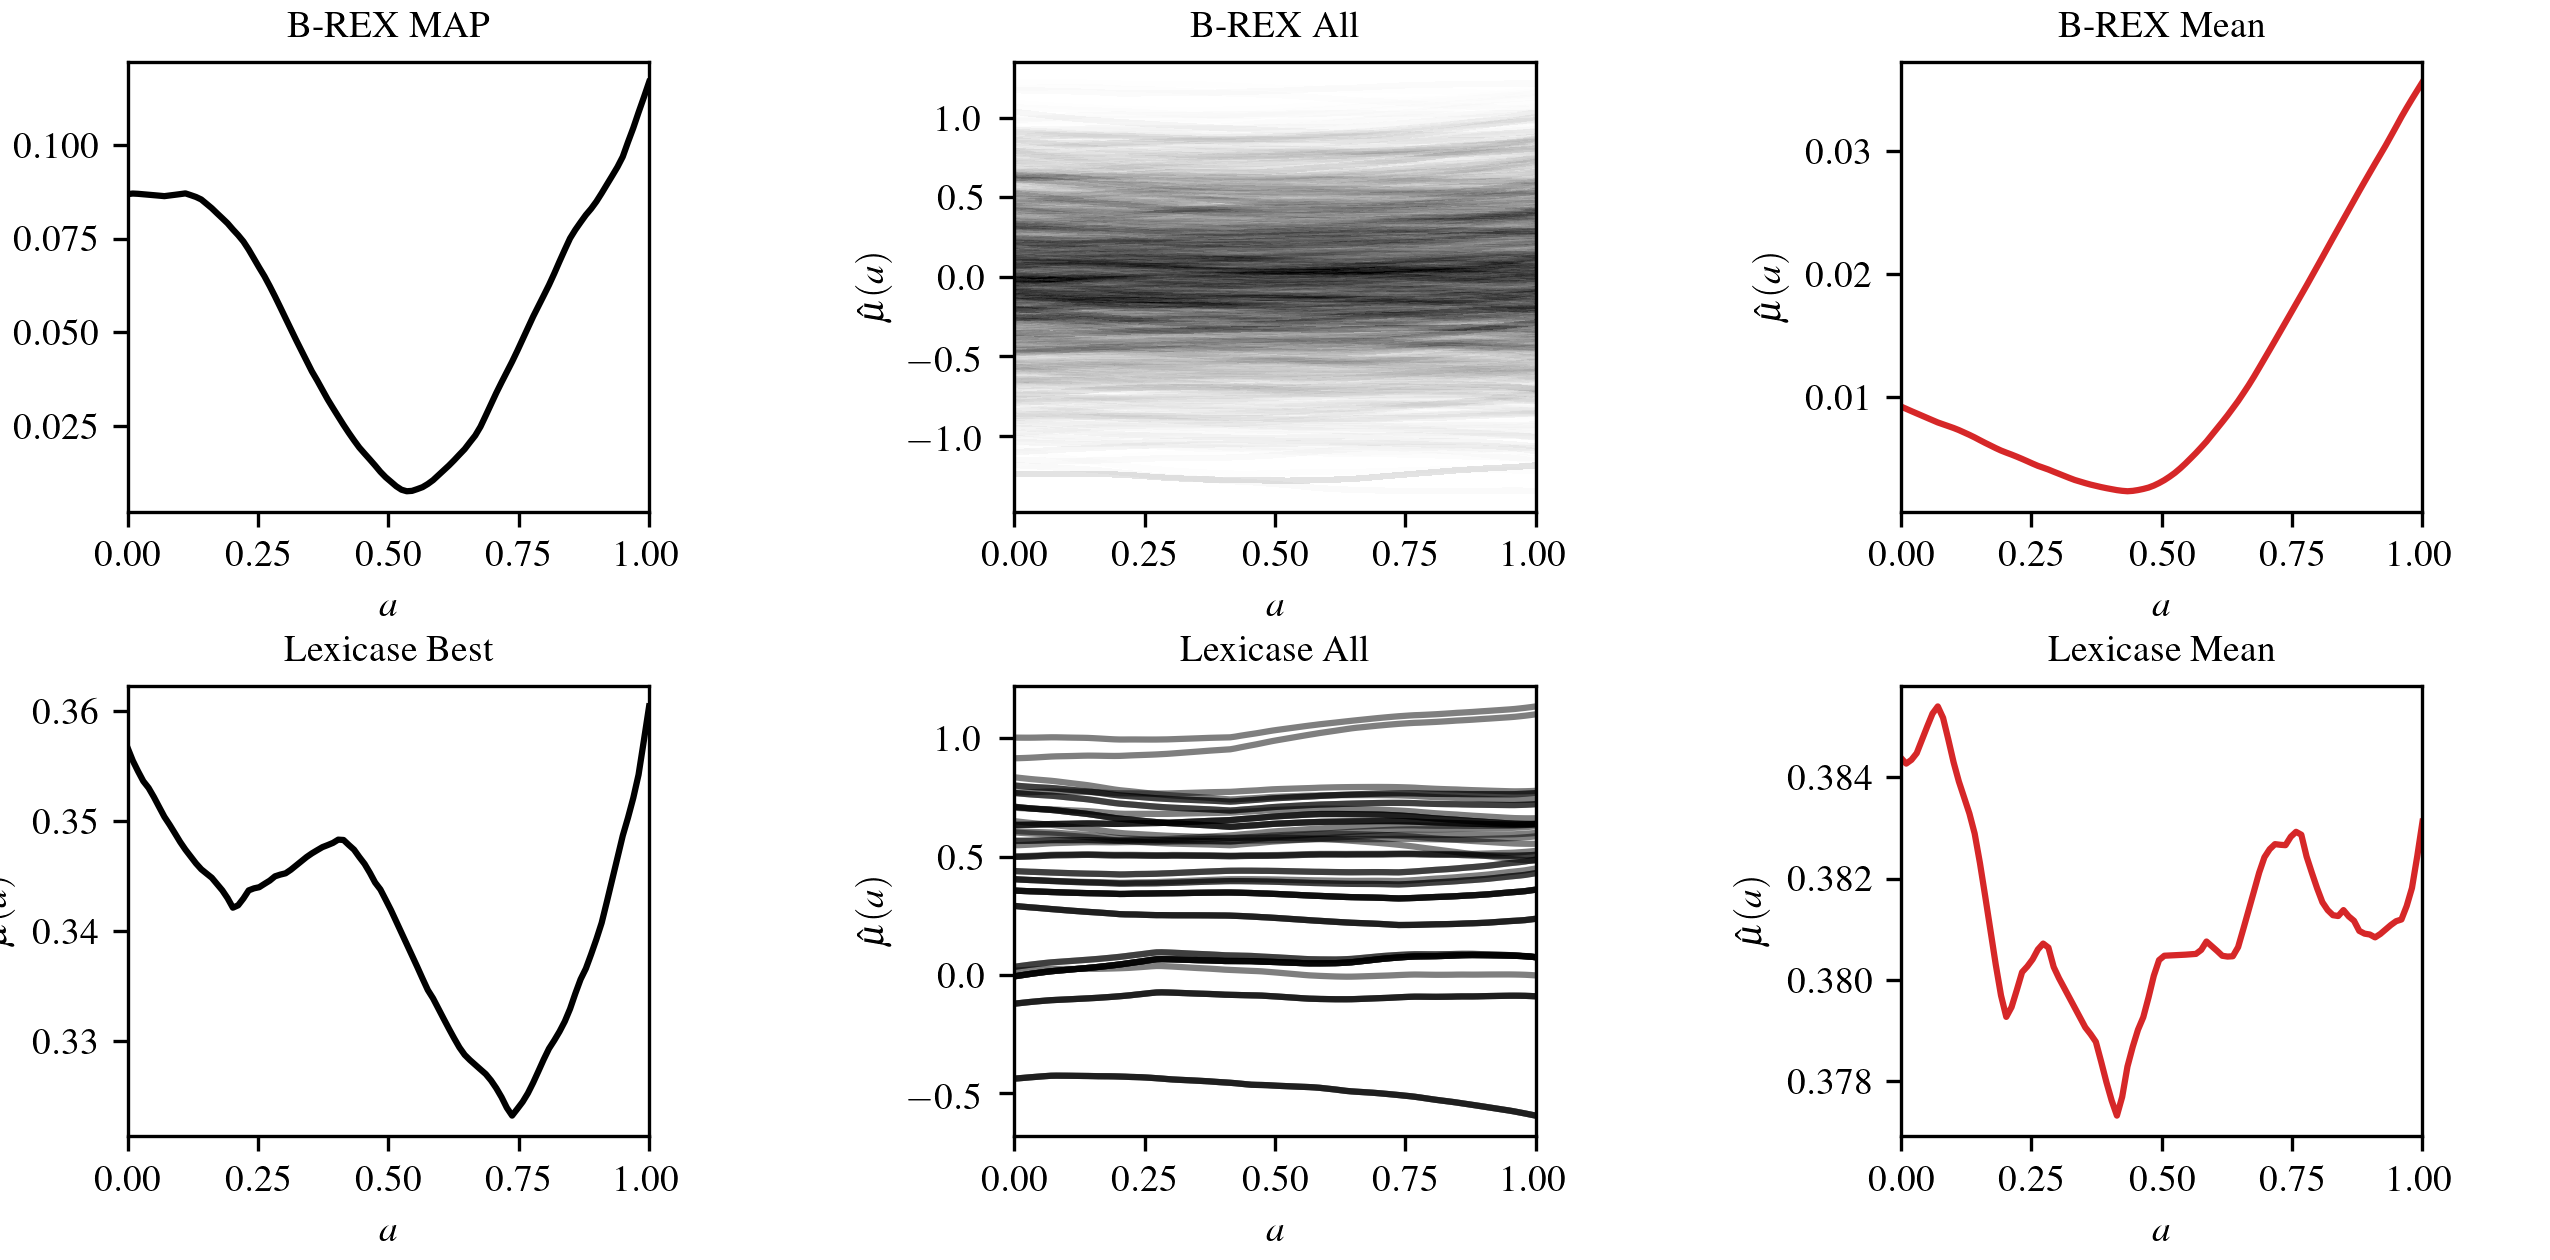 B-REX MAP
0.100
0.075
0.050
0.025
0.00 0.25 0.50 0.75 1.00
a
B-REX All
μ̂(a)
1.0
0.5
0.0
−0.5
−1.0
0.00 0.25 0.50 0.75 1.00
a
B-REX Mean
μ̂(a)
0.03
0.02
0.01
0.00 0.25 0.50 0.75 1.00
a
Lexicase Best
0.36
0.35
0.34
0.33
0.00 0.25 0.50 0.75 1.00
a
Lexicase All
μ̂(a)
1.0
0.5
0.0
−0.5
0.00 0.25 0.50 0.75 1.00
a
Lexicase Mean
μ̂(a)
0.384
0.382
0.380
0.378
0.00 0.25 0.50 0.75 1.00
a